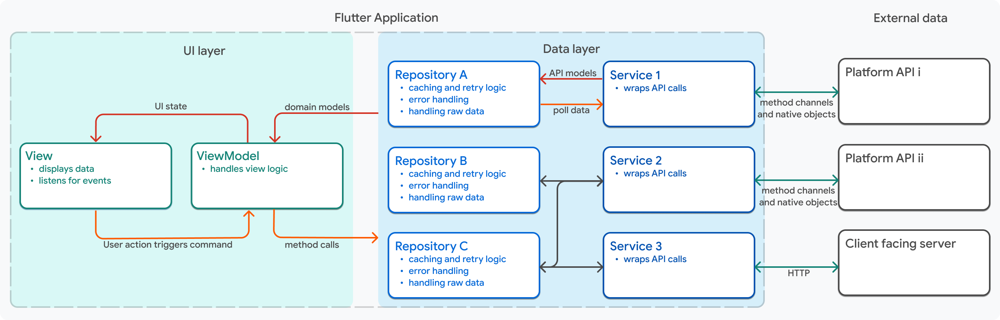 Flutter Application
External data
UI layer
Data layer
UI state
domain models
View
• displays data
• listens for events
ViewModel
• handles view logic
User action triggers command
method calls
Repository A
• caching and retry logic
• error handling
• handling raw data
API models
poll data
Service 1
• wraps API calls
method channels
and native objects
Platform API i
Repository B
• caching and retry logic
• error handling
• handling raw data
Service 2
• wraps API calls
method channels
and native objects
Platform API ii
Repository C
• caching and retry logic
• error handling
• handling raw data
Service 3
• wraps API calls
HTTP
Client facing server